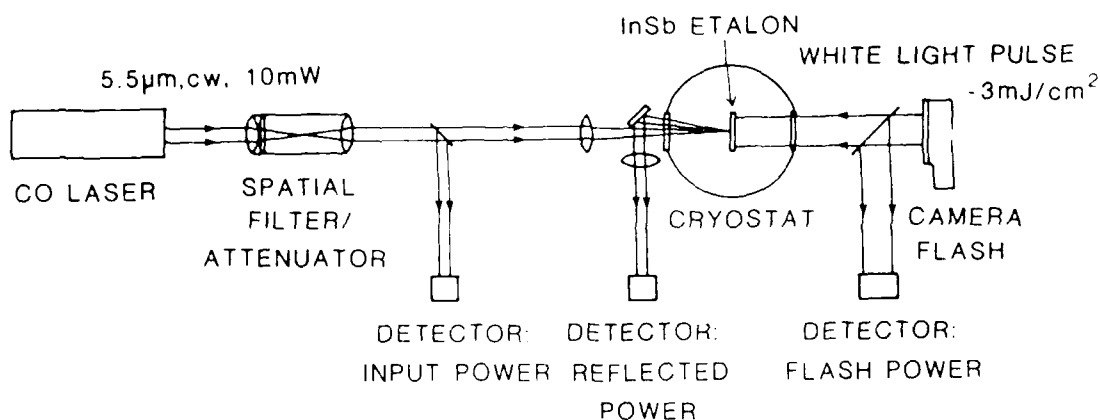 InSb ETALON
WHITE LIGHT PULSE
-3mJ/cm²
5.5μm,cw, 10mW
CO LASER
SPATIAL
FILTER/
ATTENUATOR
CRYOSTAT
CAMERA
FLASH
DETECTOR:
INPUT POWER
DETECTOR:
REFLECTED
POWER
DETECTOR:
FLASH POWER